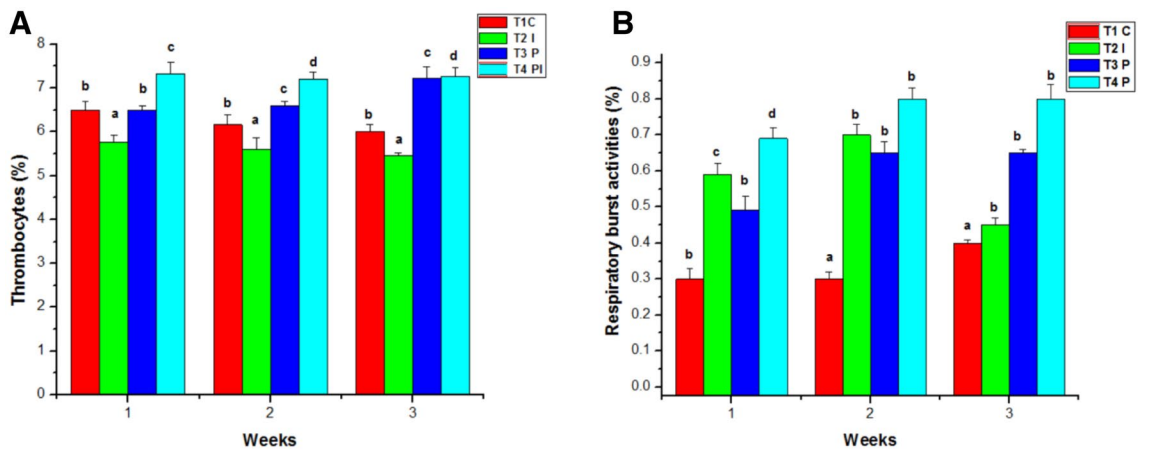 A
T1C
T2 I
T3 P
T4 PI
8
7
6
5
4
3
2
1
0
Thrombocytes (%)
b
a
b
c
b
a
c
d
b
a
c
d
1 2 3
Weeks
B
T1 C
T2 I
T3 P
T4 P
0.9
0.8
0.7
0.6
0.5
0.4
0.3
0.2
0.1
0.0
Respiratory burst activities (%)
b
c
b
d
a
b
b
b
a
b
b
b
1 2 3
Weeks